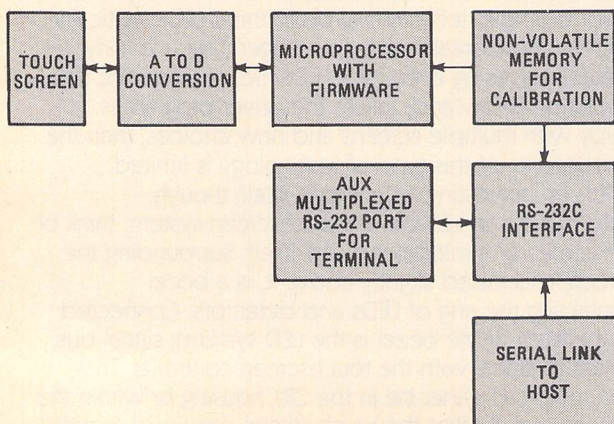 TOUCH
SCREEN
A TO D
CONVERSION
MICROPROCESSOR
WITH
FIRMWARE
NON-VOLATILE
MEMORY
FOR
CALIBRATION
AUX
MULTIPLEXED
RS-232 PORT
FOR
TERMINAL
RS-232C
INTERFACE
SERIAL LINK
TO
HOST